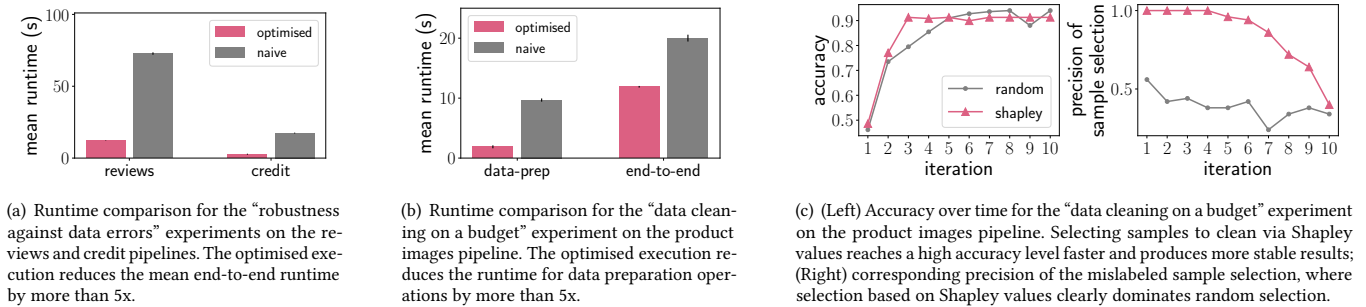 mean runtime (s)
100
50
0
optimised
naive
reviews
credit
mean runtime (s)
20
10
0
optimised
naive
data-prep
end-to-end
accuracy
0.9
0.8
0.7
0.6
0.5
random
shapley
1 2 3 4 5 6 7 8 9 10
iteration
precision of
sample selection
1.0
0.5
1 2 3 4 5 6 7 8 9 10
iteration
(a) Runtime comparison for the “robustness
against data errors” experiments on the re-
views and credit pipelines. The optimised exe-
cution reduces the mean end-to-end runtime
by more than 5x.
(b) Runtime comparison for the “data clean-
ing on a budget” experiment on the product
images pipeline. The optimised execution re-
duces the runtime for data preparation oper-
ations by more than 5x.
(c) (Left) Accuracy over time for the “data cleaning on a budget” experiment
on the product images pipeline. Selecting samples to clean via Shapley
values reaches a high accuracy level faster and produces more stable results;
(Right) corresponding precision of the mislabeled sample selection, where
selection based on Shapley values clearly dominates random selection.